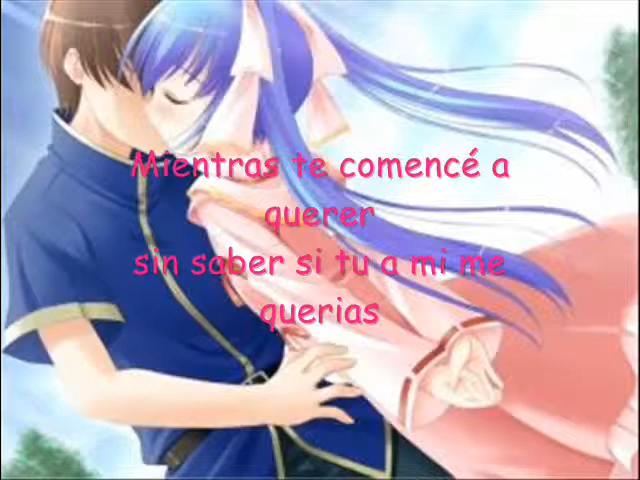 Mientras te comencé a
querer
sin saber si tu a mi me
querias